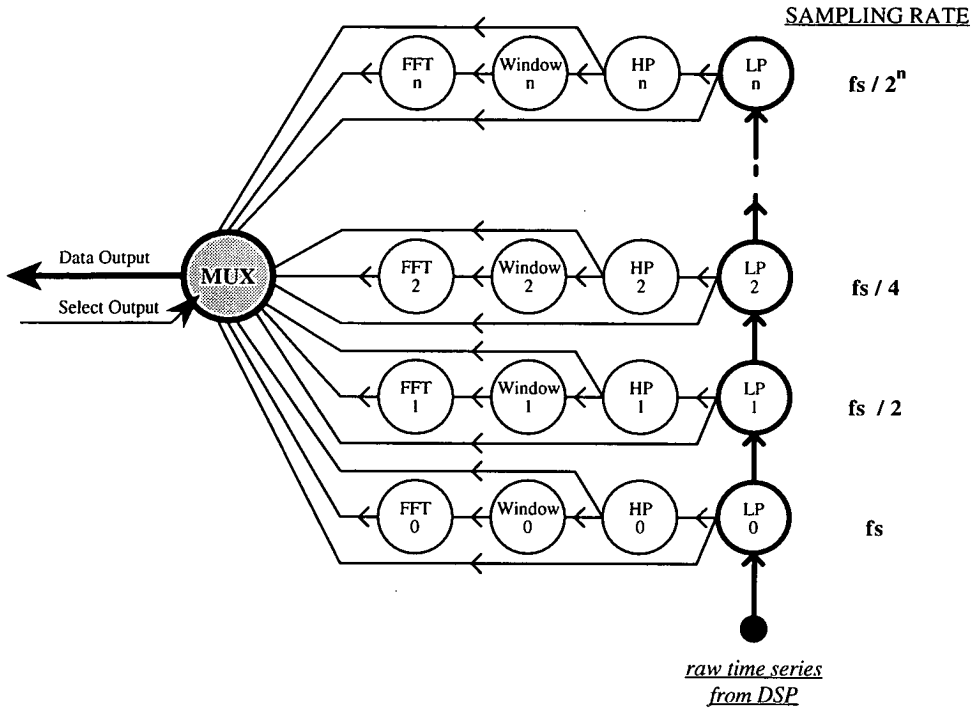 SAMPLING RATE
FFT
n
Window
n
HP
n
LP
n
fs / 2ⁿ
Data Output
MUX
Select Output
FFT
2
Window
2
HP
2
LP
2
fs / 4
FFT
1
Window
1
HP
1
LP
1
fs / 2
FFT
0
Window
0
HP
0
LP
0
fs
raw time series
from DSP